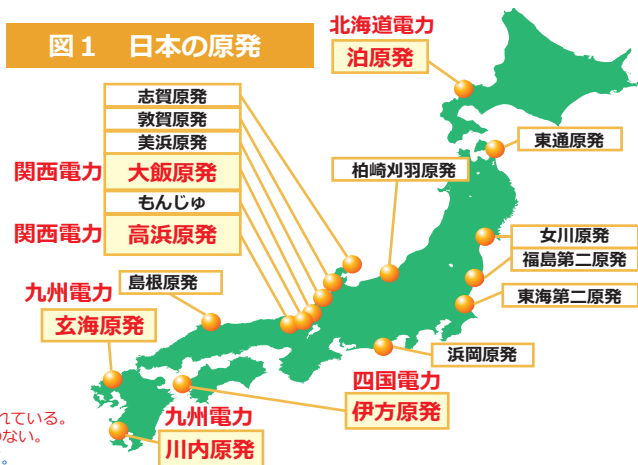 図1 日本の原発
北海道電力
泊原発
志賀原発
敦賀原発
美浜原発
関西電力
大飯原発
もんじゅ
関西電力
高浜原発
柏崎刈羽原発
東通原発
女川原発
福島第二原発
東海第二原発
島根原発
九州電力
玄海原発
浜岡原発
四国電力
伊方原発
九州電力
川内原発
れている。
ない。
。